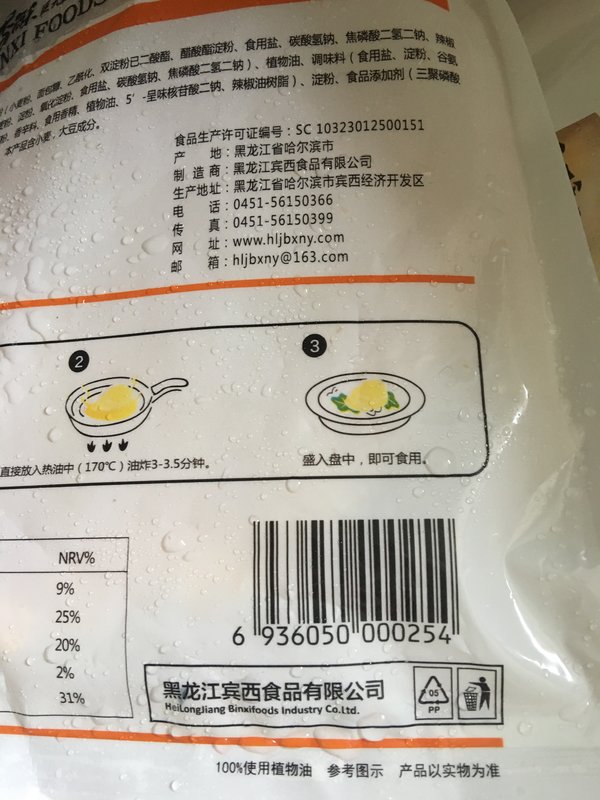 NXI FOODS
(小麦粉、面包糠、乙酰化、双淀粉已二酸酯、醋酸酯淀粉、食用盐、碳酸氢钠、焦磷酸二氢二钠、辣椒
淀粉、氧化淀粉、食用盐、碳酸氢钠、焦磷酸二氢二钠)、植物油、调味料(食用盐、淀粉、谷氨
香辛料、食用香精、植物油、5'-呈味核苷酸二钠、辣椒油树脂)、淀粉、食品添加剂(三聚磷酸
本产品含小麦,大豆成分。
食品生产许可证编号:SC 10323012500151
产 地:黑龙江省哈尔滨市
制 造 商:黑龙江宾西食品有限公司
生产地址:黑龙江省哈尔滨市宾西经济开发区
电 话:0451-56150366
传 真:0451-56150399
网 址:www.hljbxny.com
邮 箱:hljbxny@163.com
2
3
直接放入热油中(170℃)油炸3-3.5分钟。
盛入盘中,即可食用。
NRV%
9%
25%
20%
2%
31%
6 936050 000254
黑龙江宾西食品有限公司
HeiLongJiang Binxifoods Industry Co.Ltd.
05
PP
100%使用植物油 参考图示 产品以实物为准